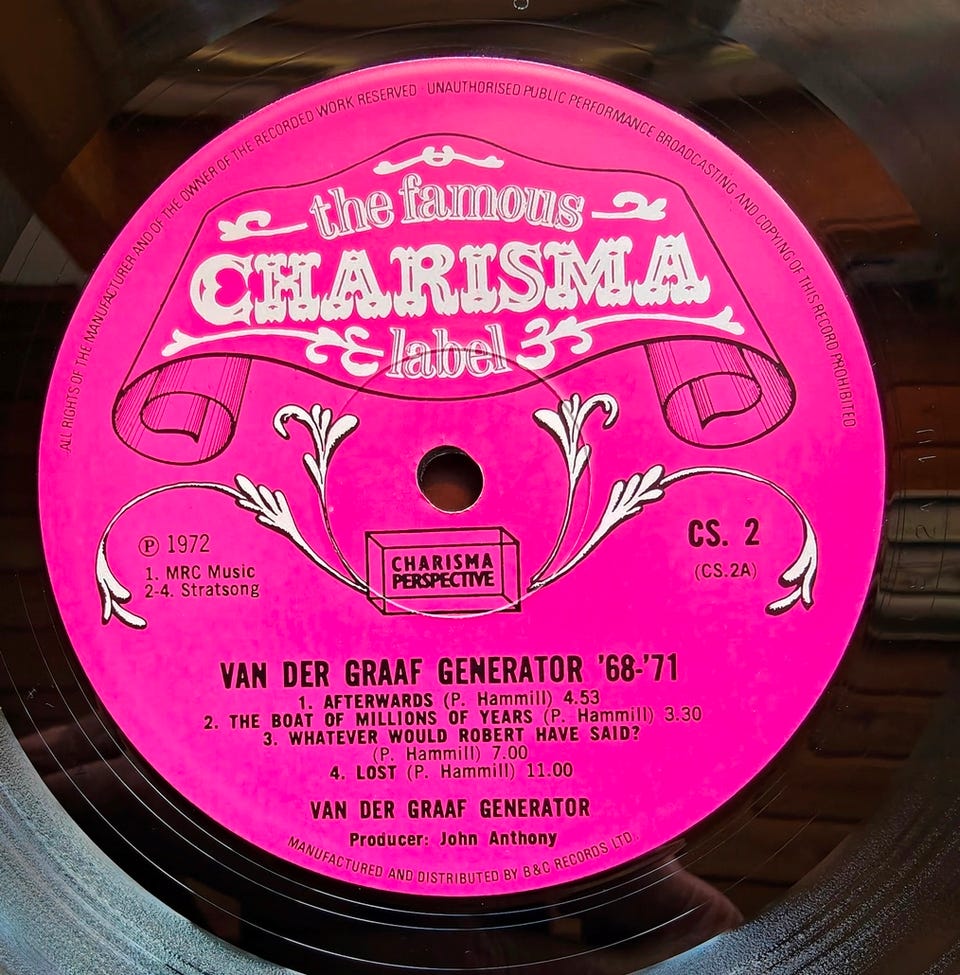 ALL RIGHTS OF THE MANUFACTURER AND OF THE OWNER OF THE RECORDED WORK RESERVED · UNAUTHORISED PUBLIC PERFORMANCE BROADCASTING AND COPYING OF THIS RECORD PROHIBITED
the famous
CHARISMA
label
℗ 1972
1. MRC Music
2-4. Stratsong
CHARISMA
PERSPECTIVE
CS. 2
(CS.2A)
VAN DER GRAAF GENERATOR '68-'71
1. AFTERWARDS (P. Hammill) 4.53
2. THE BOAT OF MILLIONS OF YEARS (P. Hammill) 3.30
3. WHATEVER WOULD ROBERT HAVE SAID?
(P. Hammill) 7.00
4. LOST (P. Hammill) 11.00
VAN DER GRAAF GENERATOR
Producer: John Anthony
MANUFACTURED AND DISTRIBUTED BY B&C RECORDS LTD.